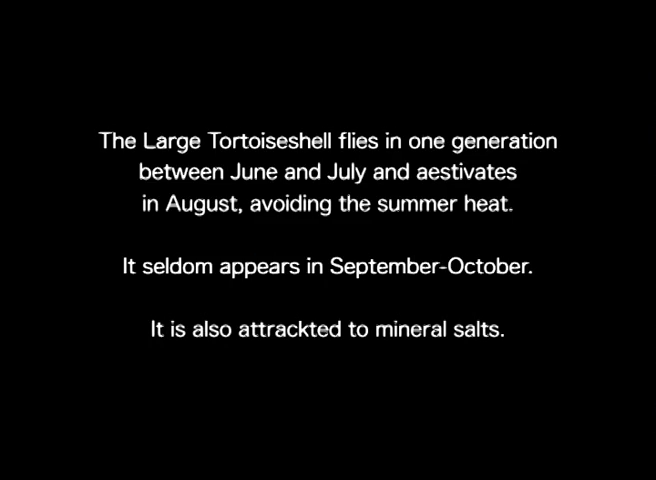 The Large Tortoiseshell flies in one generation
between June and July and aestivates
in August, avoiding the summer heat.
It seldom appears in September-October.
It is also attrackted to mineral salts.